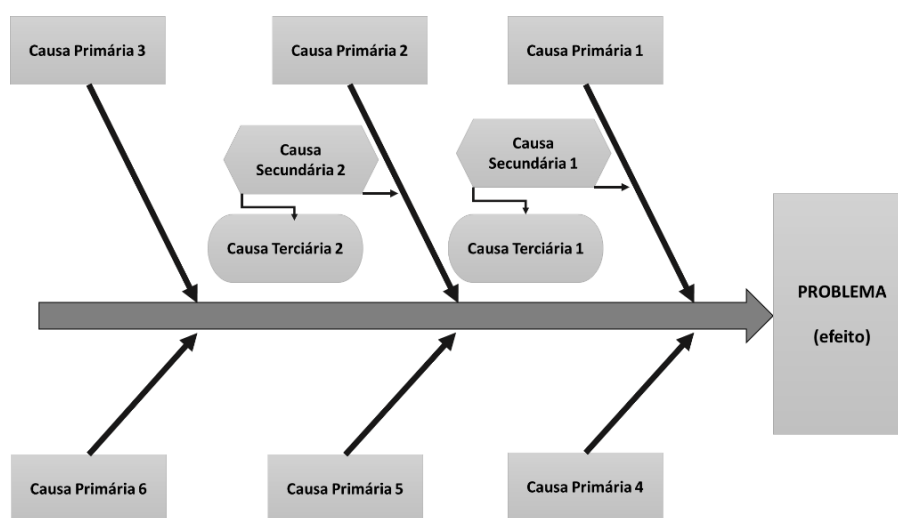 Causa Primária 3
Causa Primária 2
Causa Primária 1
Causa
Secundária 2
Causa
Secundária 1
Causa Terciária 2
Causa Terciária 1
PROBLEMA
(efeito)
Causa Primária 6
Causa Primária 5
Causa Primária 4